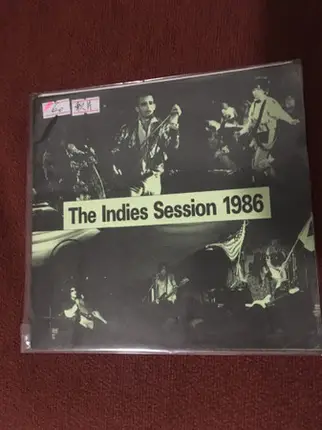 The Indies Session 1986